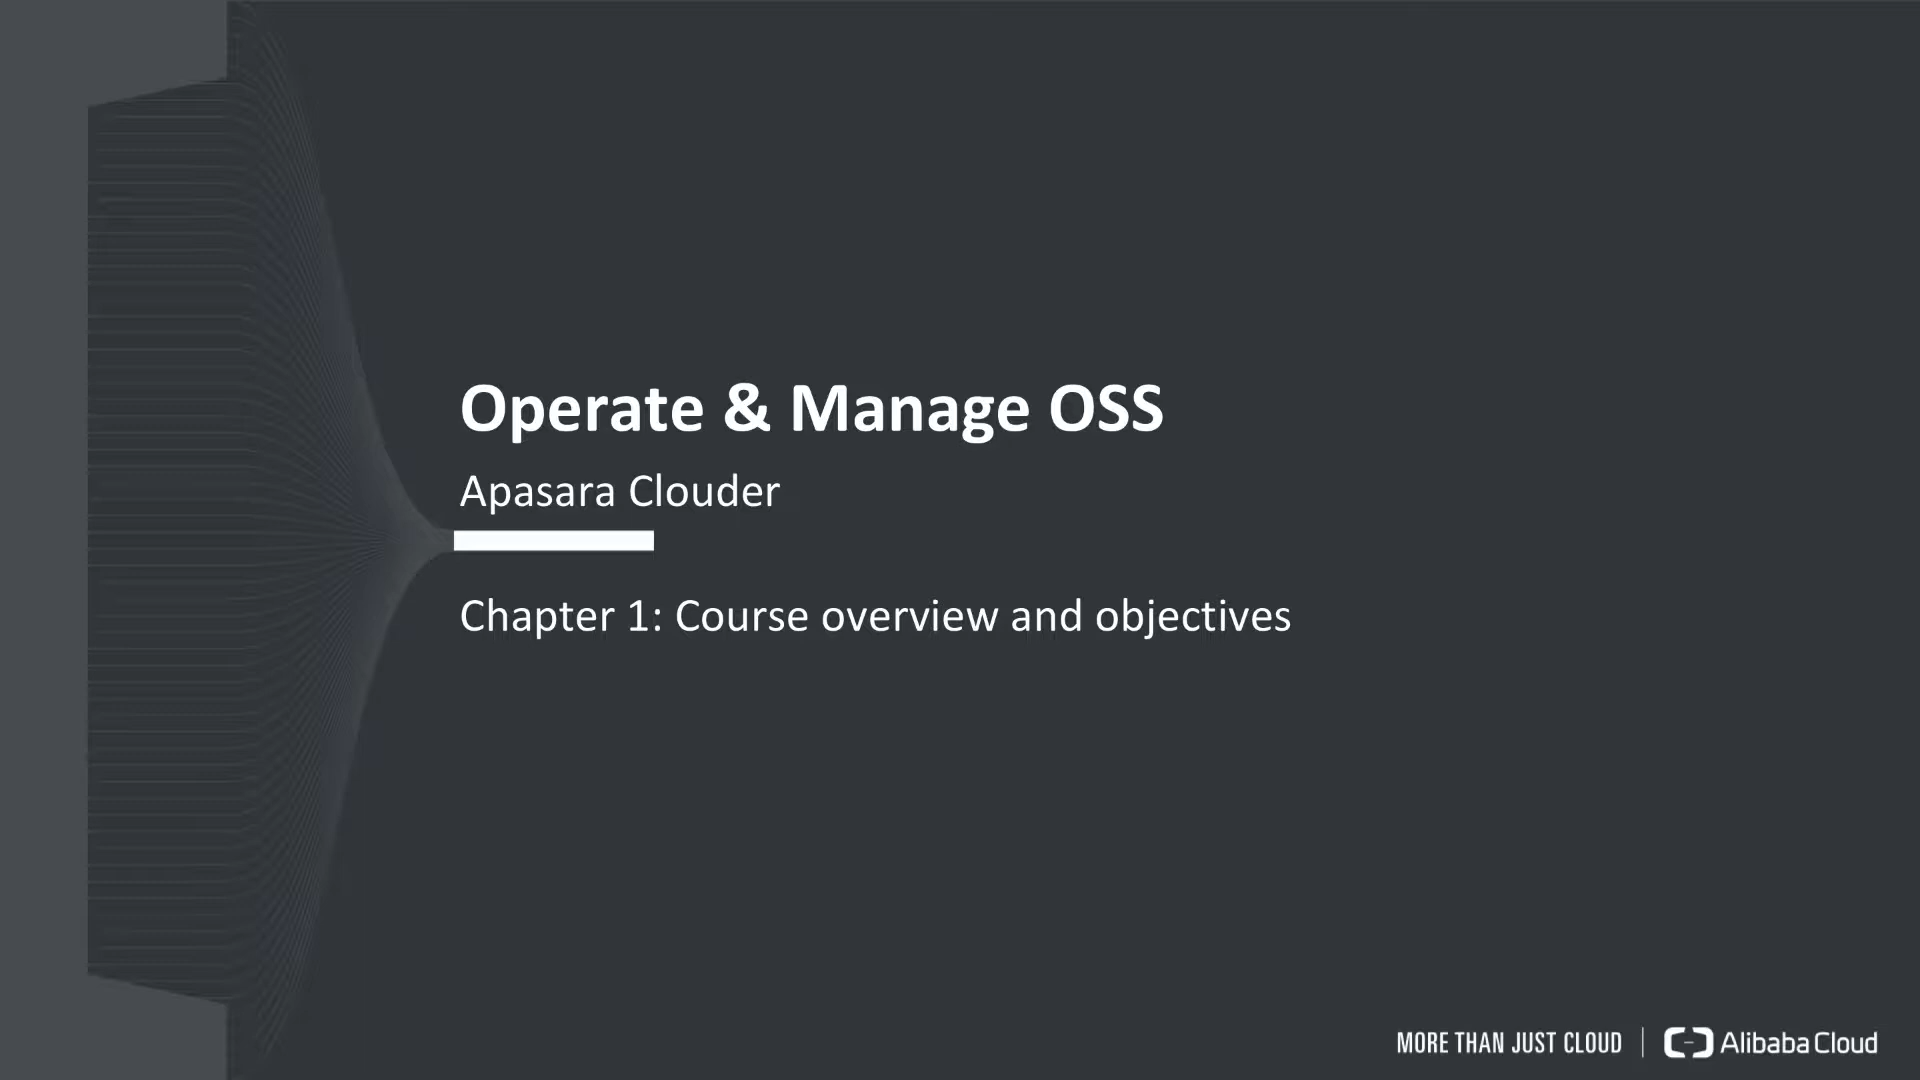 Operate & Manage OSS
Apasara Clouder
Chapter 1: Course overview and objectives
MORE THAN JUST CLOUD | Alibaba Cloud